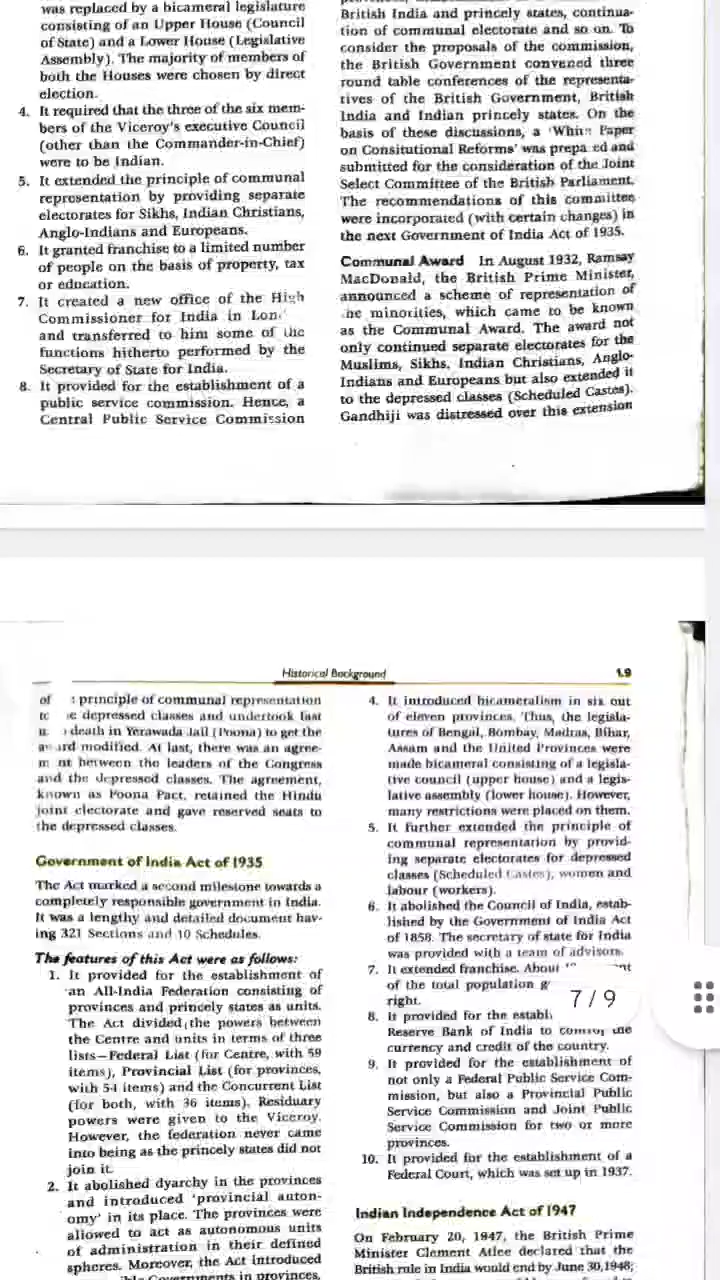 was replaced by a bicameral legislature
consisting of an Upper House (Council
of State) and a Lower House (Legislative
Assembly). The majority of members of
both the Houses were chosen by direct
election.
4. It required that the three of the six mem-
bers of the Viceroy's executive Council
(other than the Commander-in-Chief)
were to be Indian.
5. It extended the principle of communal
representation by providing separate
electorates for Sikhs, Indian Christians,
Anglo-Indians and Europeans.
6. It granted franchise to a limited number
of people on the basis of property, tax
or education.
7. It created a new office of the High
Commissioner for India in Lon
and transferred to him some of the
functions hitherto performed by the
Secretary of State for India.
8. It provided for the establishment of a
public service commission. Hence, a
Central Public Service Commission
British India and princely states, continua-
tion of communal electorate and so on. To
consider the proposals of the commission,
the British Government convened three
round table conferences of the representa-
tives of the British Government, British
India and Indian princely states. On the
basis of these discussions, a 'White Paper
on Consitutional Reforms' was prepa ed and
submitted for the consideration of the Joint
Select Committee of the British Parliament.
The recommendations of this committee
were incorporated (with certain changes) in
the next Government of India Act of 1935.
Communal Award In August 1932, Ramsay
MacDonald, the British Prime Minister,
announced a scheme of representation of
he minorities, which came to be known
as the Communal Award. The award not
only continued separate electorates for the
Muslims, Sikhs, Indian Christians, Anglo-
Indians and Europeans but also extended it
to the depressed classes (Scheduled Castes).
Gandhiji was distressed over this extension
Historical Background 1.9
of principle of communal representation
e depressed classes and undertook fast
death in Yerawada Jail (Poona) to get the
ard modified. At last, there was an agree-
nt between the leaders of the Congress
and the depressed classes. The agreement,
known as Poona Pact, retained the Hindu
joint electorate and gave reserved seats to
the depressed classes.
Government of India Act of 1935
The Act marked a second milestone towards a
completely responsible government in India.
It was a lengthy and detailed document hav-
ing 321 Sections and 10 Schedules.
The features of this Act were as follows:
1. It provided for the establishment of
an All-India Federation consisting of
provinces and princely states as units.
The Act divided the powers between
the Centre and units in terms of three
lists—Federal List (for Centre, with 59
items), Provincial List (for provinces,
with 54 items) and the Concurrent List
(for both, with 36 items). Residuary
powers were given to the Viceroy.
However, the federation never came
into being as the princely states did not
join it.
2. It abolished dyarchy in the provinces
and introduced 'provincial auton-
omy' in its place. The provinces were
allowed to act as autonomous units
of administration in their defined
spheres. Moreover, the Act introduced
Governments in provinces,
4. It introduced bicameralism in six out
of eleven provinces. Thus, the legisla-
tures of Bengal, Bombay, Madras, Bihar,
Assam and the United Provinces were
made bicameral consisting of a legisla-
tive council (upper house) and a legis-
lative assembly (lower house). However,
many restrictions were placed on them.
5. It further extended the principle of
communal representation by provid-
ing separate electorates for depressed
classes (Scheduled Castes), women and
labour (workers).
6. It abolished the Council of India, estab-
lished by the Government of India Act
of 1858. The secretary of state for India
was provided with a team of advisors.
7. It extended franchise. About
of the total population g
right.
7/9
8. It provided for the establi
Reserve Bank of India to control the
currency and credit of the country.
9. It provided for the establishment of
not only a Federal Public Service Com-
mission, but also a Provincial Public
Service Commission and Joint Public
Service Commission for two or more
provinces.
10. It provided for the establishment of a
Federal Court, which was set up in 1937.
Indian Independence Act of 1947
On February 20, 1947, the British Prime
Minister Clement Atlee declared that the
British rule in India would end by June 30,1948;